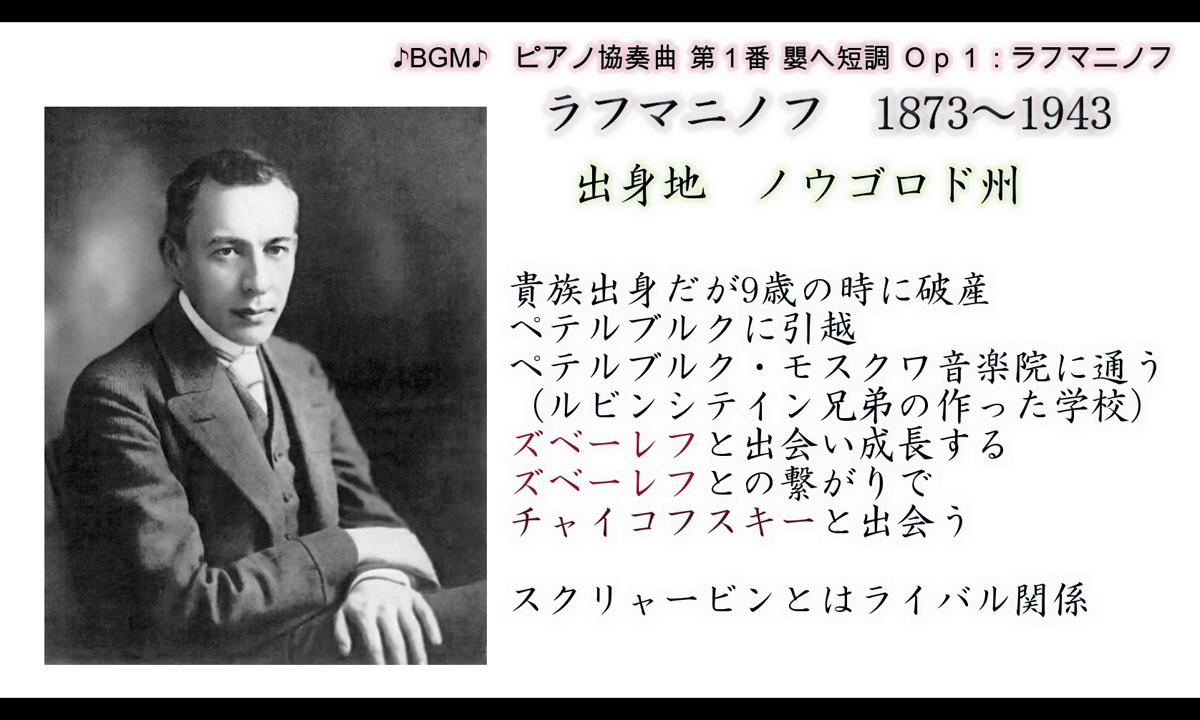 ♪BGM♪　ピアノ協奏曲 第１番 嬰へ短調 Ｏｐ１：ラフマニノフ
ラフマニノフ　1873～1943
出身地　ノウゴロド州
貴族出身だが9歳の時に破産
ペテルブルクに引越
ペテルブルク・モスクワ音楽院に通う
（ルビンシテイン兄弟の作った学校）
ズベーレフと出会い成長する
ズベーレフとの繋がりで
チャイコフスキーと出会う
スクリャービンとはライバル関係